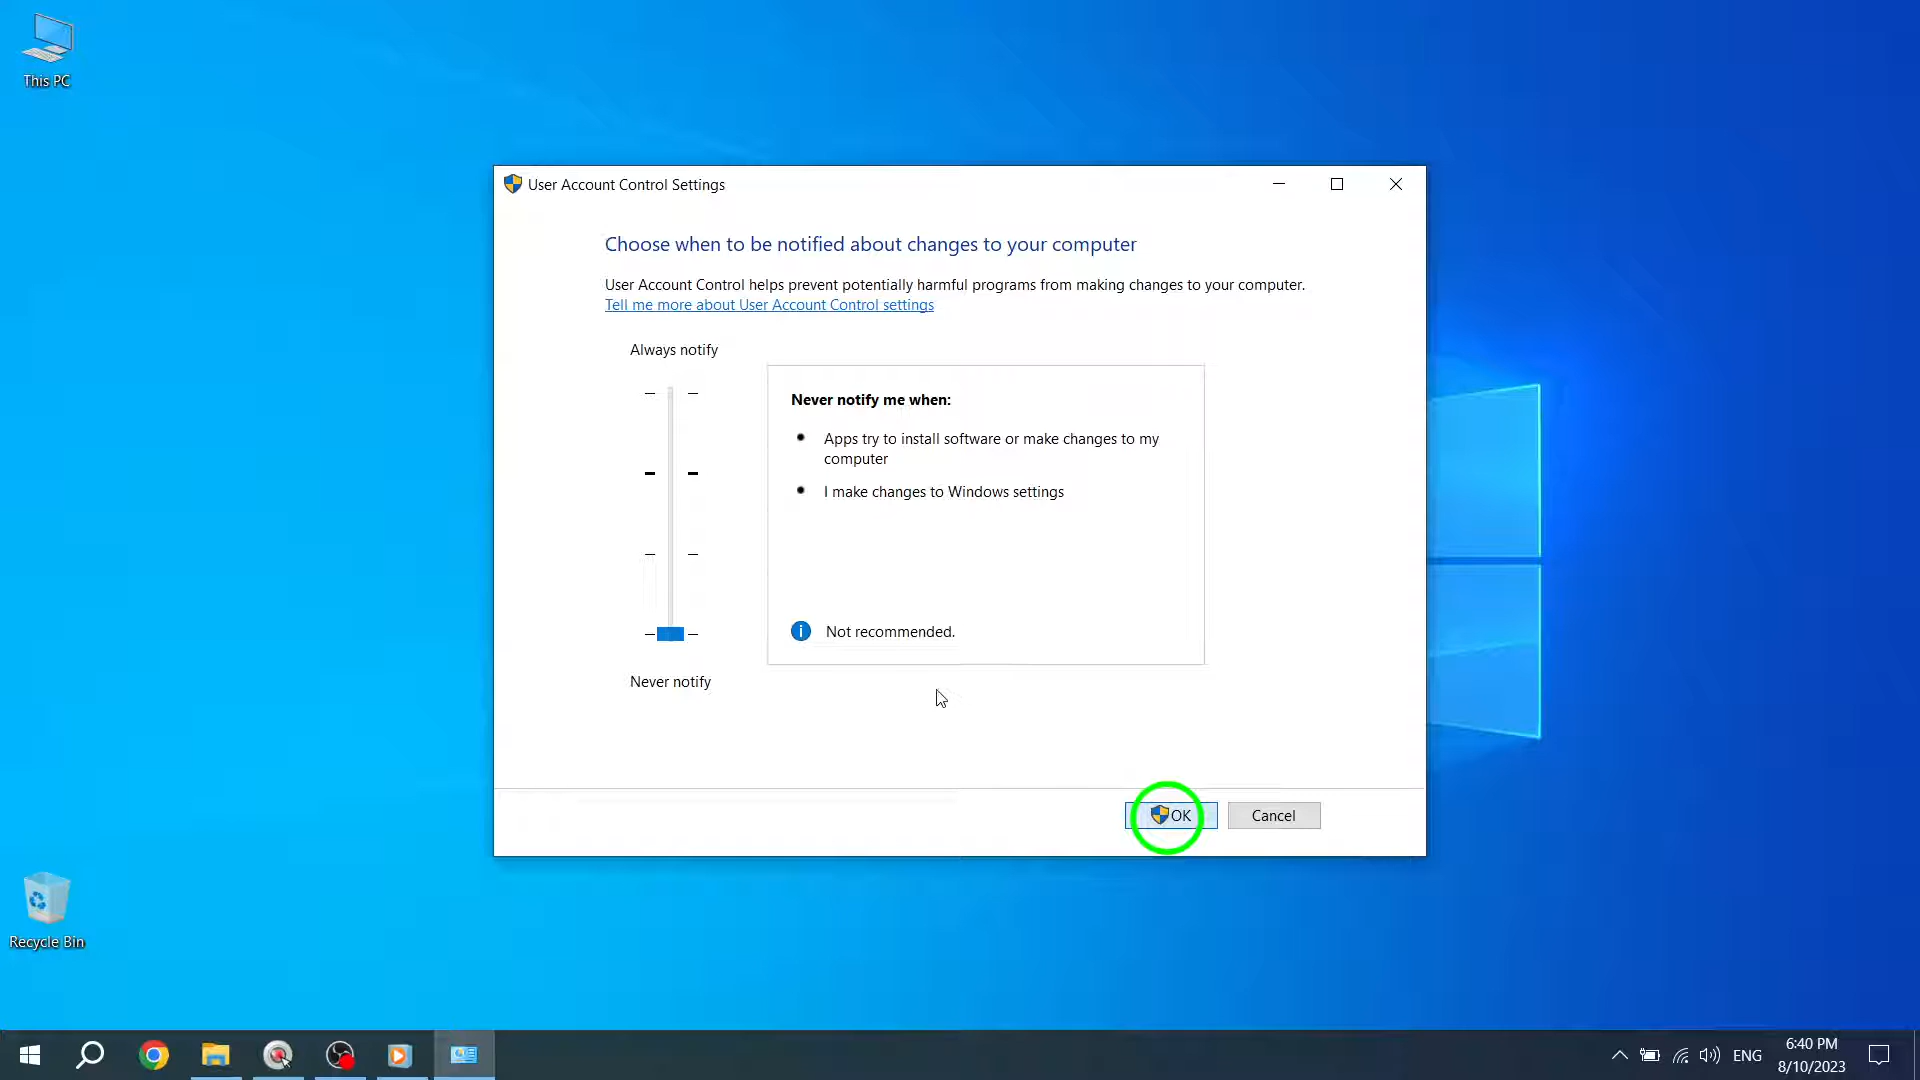 This PC
User Account Control Settings
Choose when to be notified about changes to your computer
User Account Control helps prevent potentially harmful programs from making changes to your computer.
Tell me more about User Account Control settings
Always notify
Never notify me when:
Apps try to install software or make changes to my
computer
I make changes to Windows settings
Not recommended.
Never notify
OK
Cancel
Recycle Bin
ENG
6:40 PM
8/10/2023